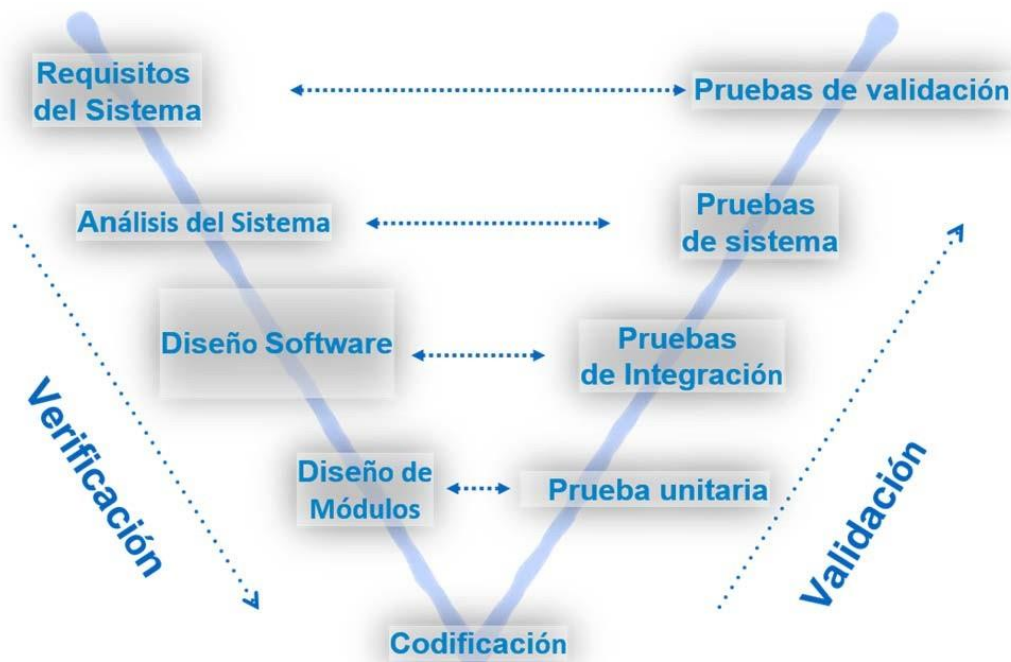 Requisitos
del Sistema
Pruebas de validación
Análisis del Sistema
Pruebas
de sistema
Diseño Software
Pruebas
de Integración
Verificación
Diseño de
Módulos
Prueba unitaria
Validación
Codificación